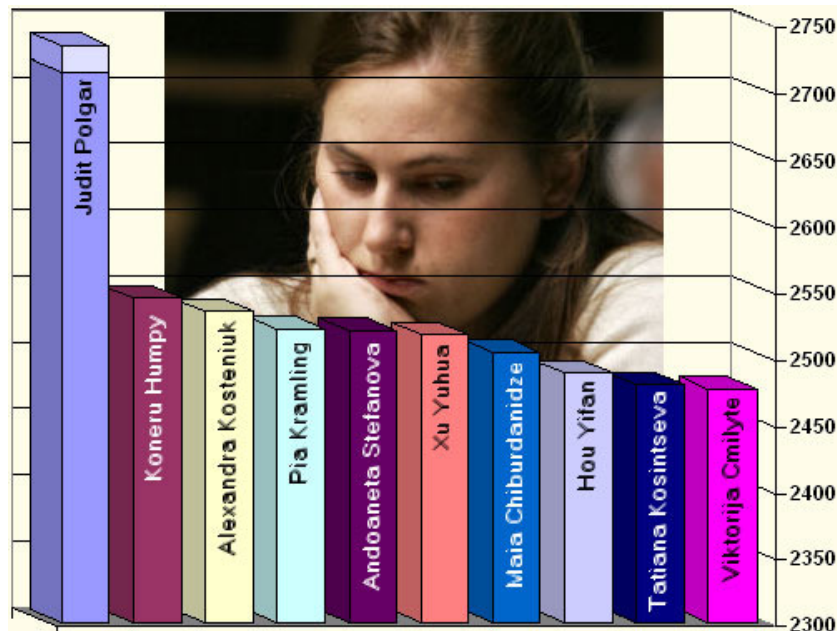 Judit Polgar
Koneru Humpy
Alexandra Kosteniuk
Pia Kramling
Andoaneta Stefanova
Xu Yuhua
Maia Chiburdanidze
Hou Yifan
Tatiana Kosintseva
Viktorija Cmilyte
2750
2700
2650
2600
2550
2500
2450
2400
2350
2300